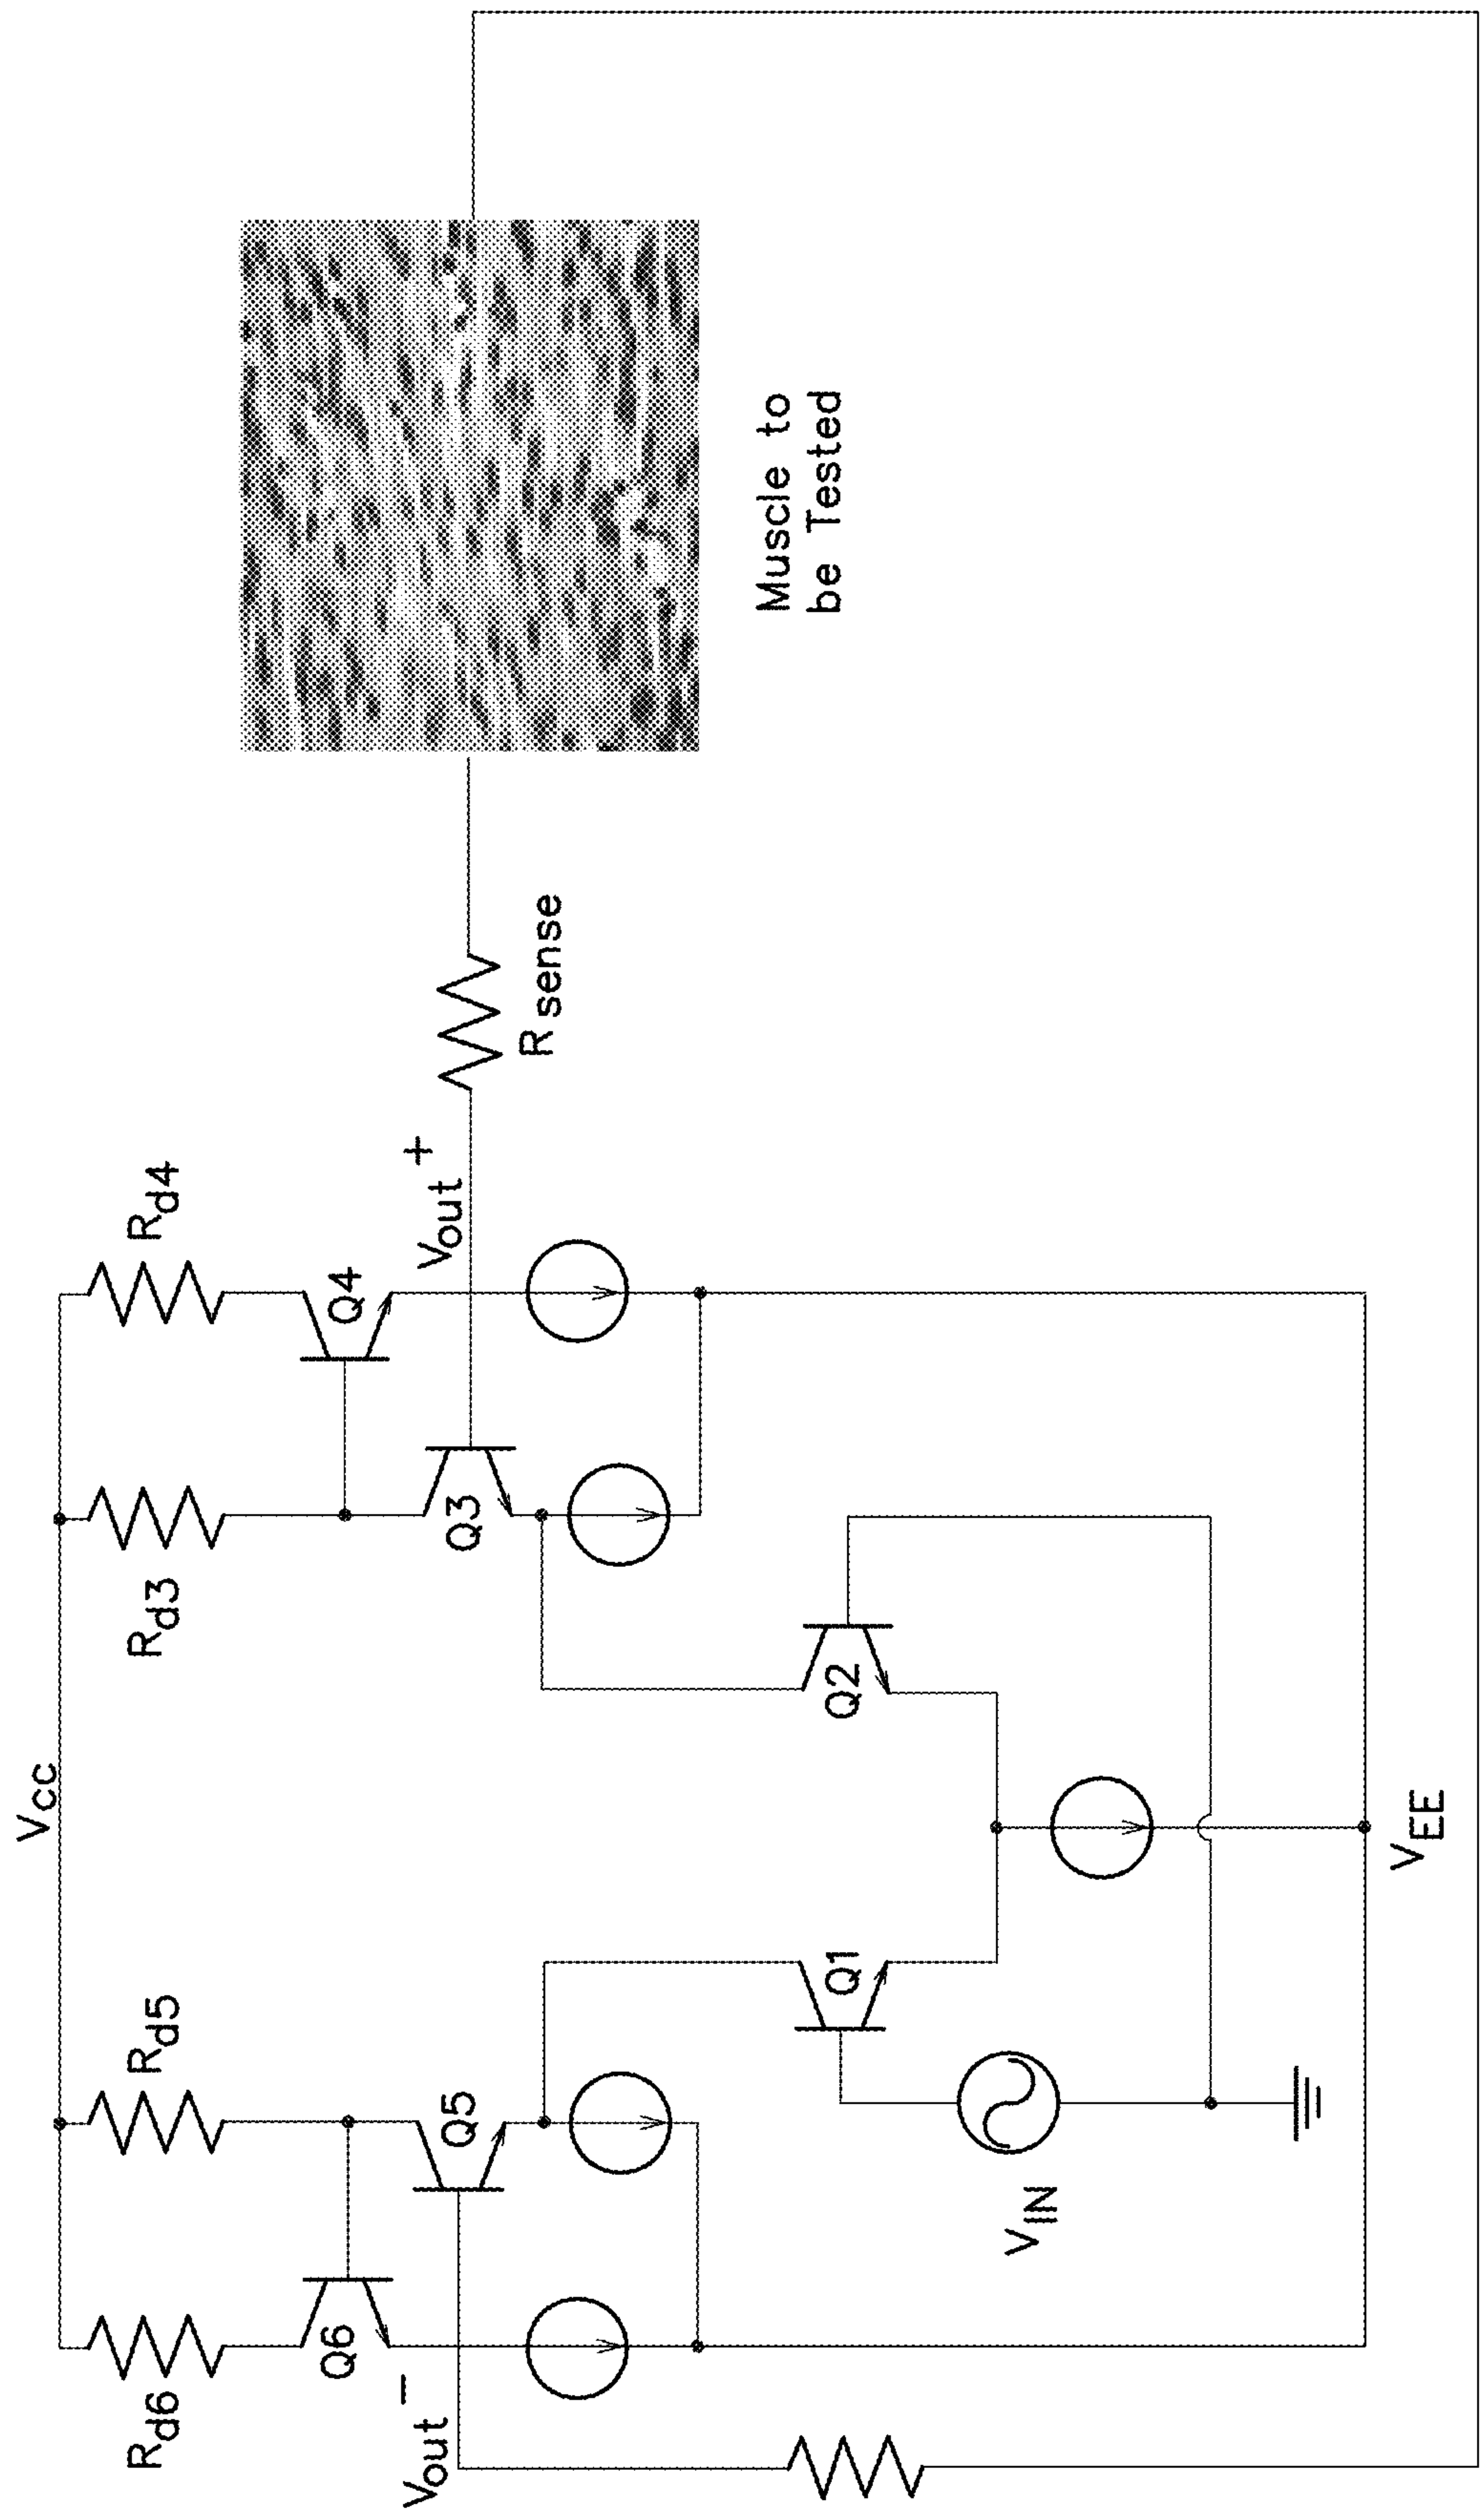 Vcc
Rd6
Rd5
Rd3
Rd4
Q6
Q5
Q3
Q4
Vout -
Vout +
Rsense
Muscle to
be Tested
Q1
Q2
VIN
VEE